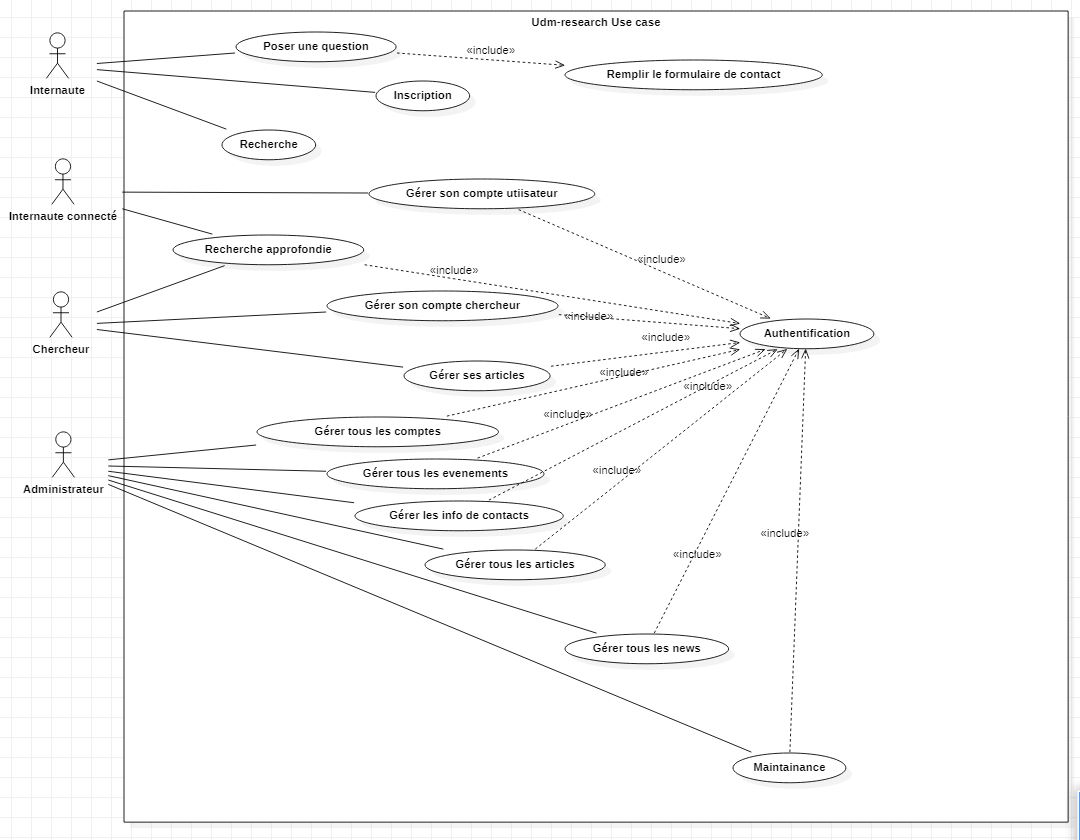 Udm-research Use case
Internaute
Poser une question
«include»
Remplir le formulaire de contact
Inscription
Recherche
Internaute connecté
Gérer son compte utiisateur
«include»
Recherche approfondie
«include»
Chercheur
Gérer son compte chercheur
«include»
Authentification
«include»
Gérer ses articles
«include»
«include»
«include»
Gérer tous les comptes
Administrateur
Gérer tous les evenements
«include»
Gérer les info de contacts
Gérer tous les articles
«include»
«include»
Gérer tous les news
Maintainance